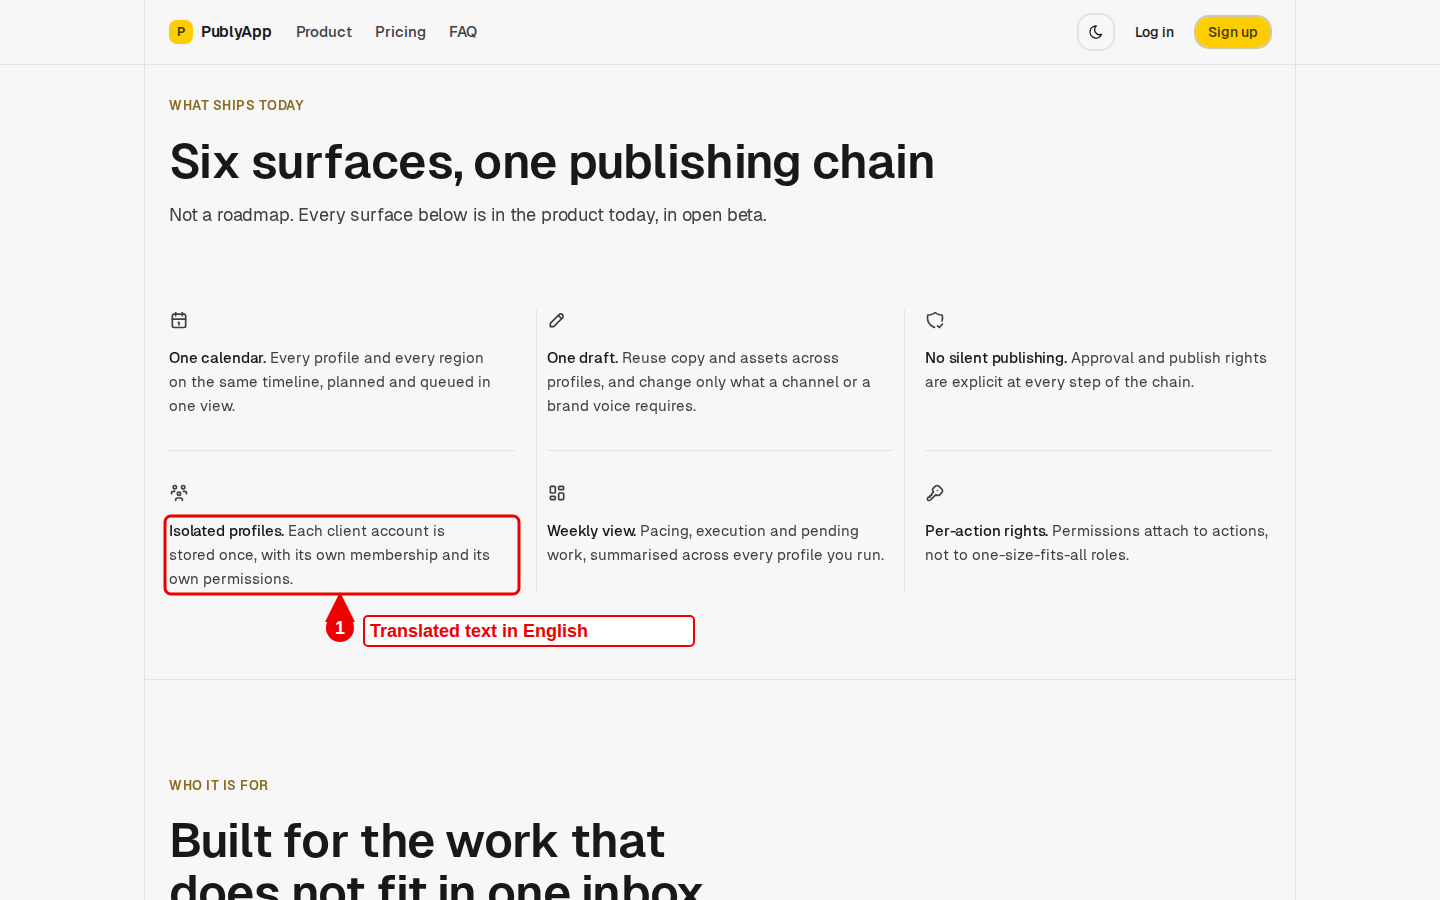 P PublyApp Product Pricing FAQ Log in Sign up
WHAT SHIPS TODAY
Six surfaces, one publishing chain
Not a roadmap. Every surface below is in the product today, in open beta.
One calendar. Every profile and every region
on the same timeline, planned and queued in
one view.
One draft. Reuse copy and assets across
profiles, and change only what a channel or a
brand voice requires.
No silent publishing. Approval and publish rights
are explicit at every step of the chain.
Isolated profiles. Each client account is
stored once, with its own membership and its
own permissions.
Weekly view. Pacing, execution and pending
work, summarised across every profile you run.
Per-action rights. Permissions attach to actions,
not to one-size-fits-all roles.
1 Translated text in English
WHO IT IS FOR
Built for the work that
does not fit in one inbox